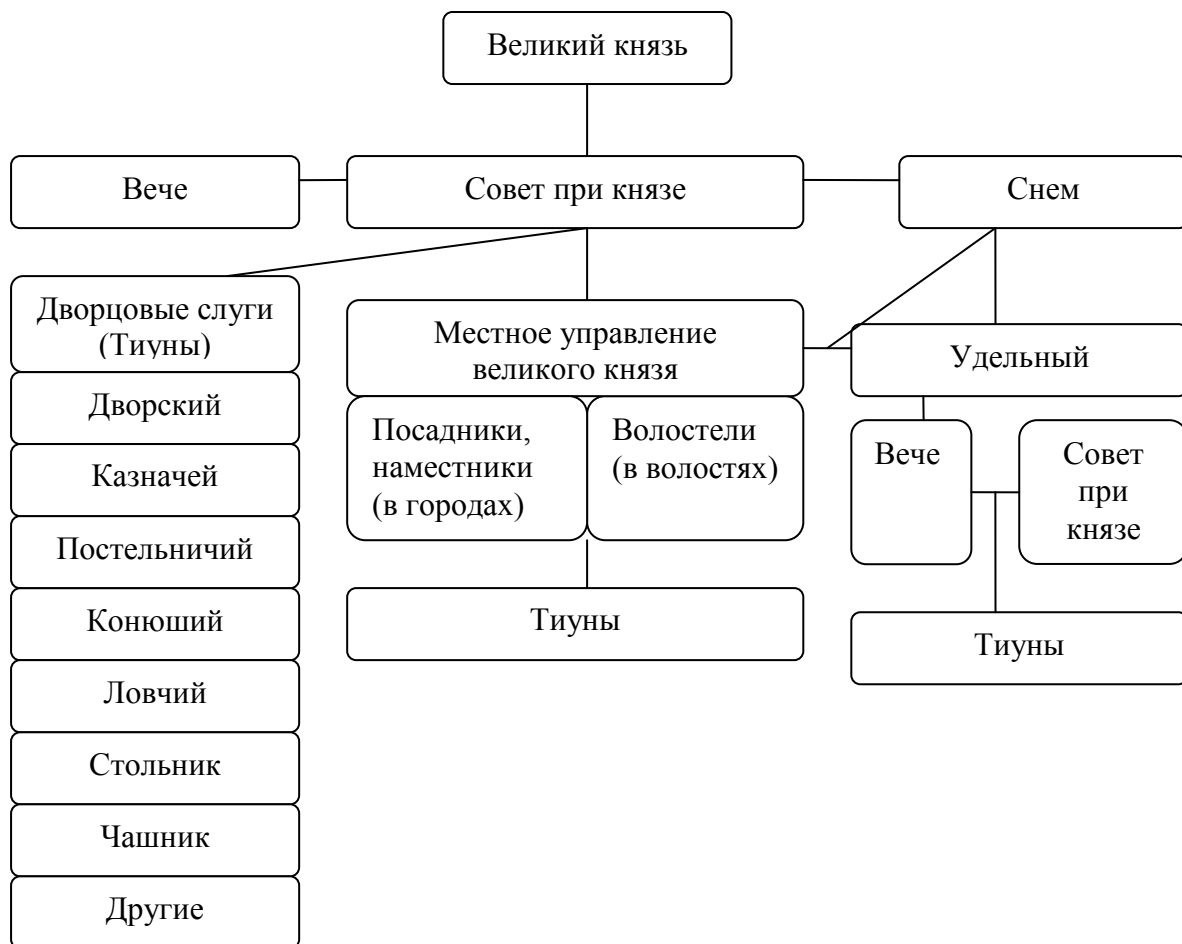 Великий князь
Вече
Совет при князе
Снем
Дворцовые слуги
(Тиуны)
Дворский
Казначей
Постельничий
Конюший
Ловчий
Стольник
Чашник
Другие
Местное управление
великого князя
Посадники,
наместники
(в городах)
Волостели
(в волостях)
Тиуны
Удельный
Вече
Совет
при
князе
Тиуны